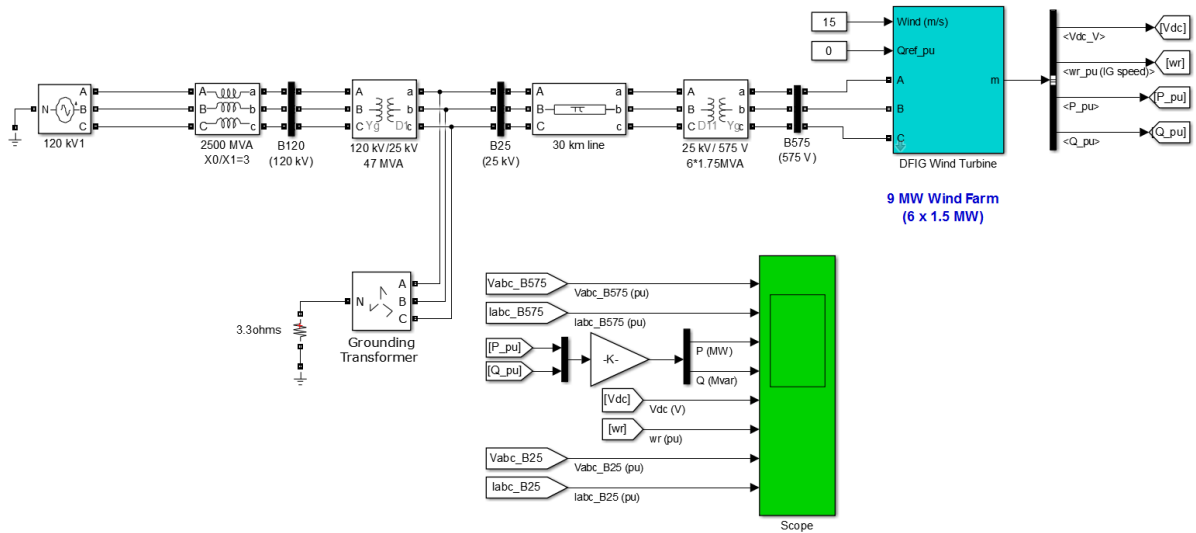 15
Wind (m/s)
[Vdc]
<Vdc_V>
0
Qref_pu
[wr]
<wr_pu (IG speed)>
A
m
[P_pu]
<P_pu>
B
[Q_pu]
<Q_pu>
C
DFIG Wind Turbine
N
A
B
C
120 kV1
A
B
C
a
b
c
2500 MVA
X0/X1=3
B120
(120 kV)
A
B
C
a
b
c
Yg
120 kV/25 kV
47 MVA
B25
(25 kV)
A
B
C
a
b
c
30 km line
A
B
C
a
b
c
D11
Yg
25 kV/ 575 V
6*1.75MVA
B575
(575 V)
9 MW Wind Farm
(6 x 1.5 MW)
N
A
B
C
Grounding
Transformer
3.3ohms
Vabc_B575
Vabc_B575 (pu)
Iabc_B575
Iabc_B575 (pu)
[P_pu]
[Q_pu]
-K-
P (MW)
Q (Mvar)
[Vdc]
Vdc (V)
[wr]
wr (pu)
Vabc_B25
Vabc_B25 (pu)
Iabc_B25
Iabc_B25 (pu)
Scope